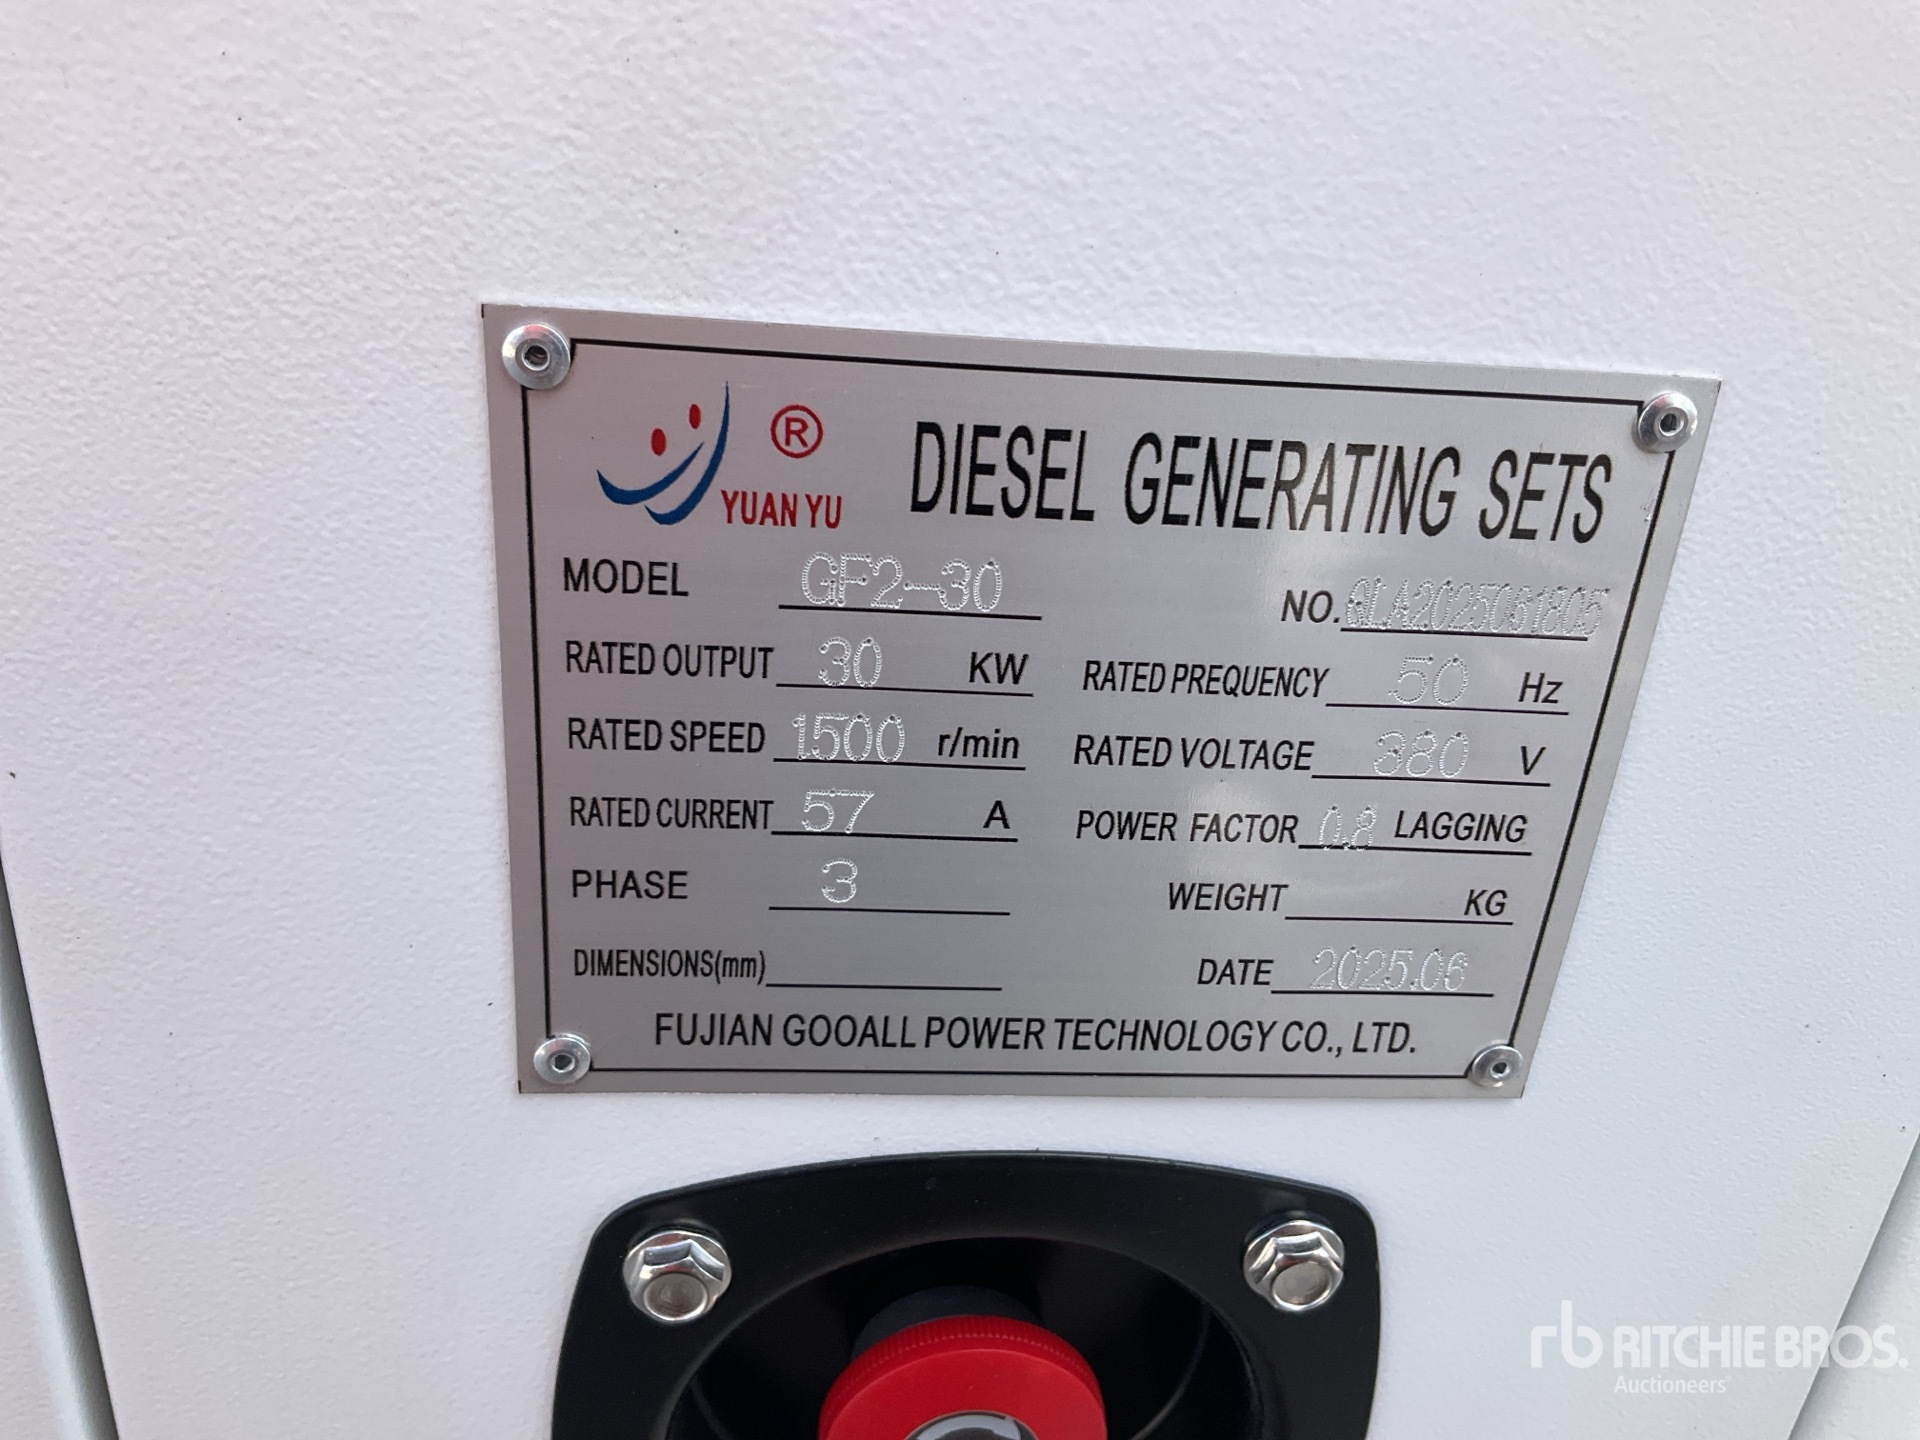 YUAN YU ® DIESEL GENERATING SETS
MODEL GF2-30 NO. QLA2025061805
RATED OUTPUT 30 KW RATED PREQUENCY 50 Hz
RATED SPEED 1500 r/min RATED VOLTAGE 380 V
RATED CURRENT 57 A POWER FACTOR 0.8 LAGGING
PHASE 3 WEIGHT KG
DIMENSIONS(mm) DATE 2025.06
FUJIAN GOOALL POWER TECHNOLOGY CO., LTD.
rb RITCHIE BROS.
Auctioneers